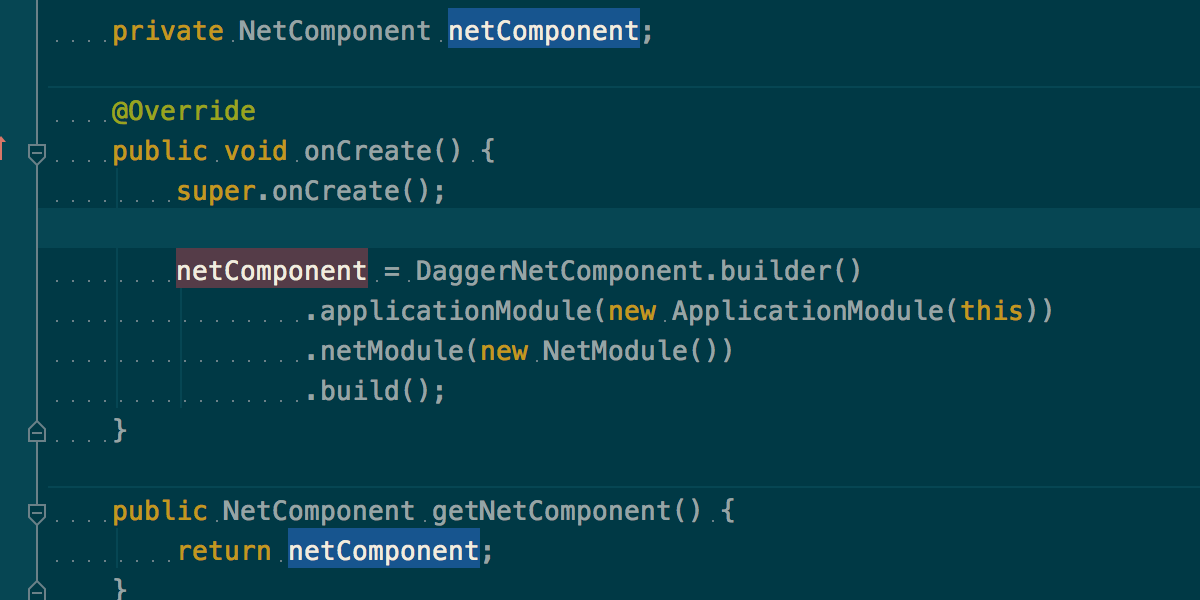 private NetComponent netComponent;
@Override
public void onCreate() {
super.onCreate();
netComponent = DaggerNetComponent.builder()
.applicationModule(new ApplicationModule(this))
.netModule(new NetModule())
.build();
}
public NetComponent getNetComponent() {
return netComponent;
}